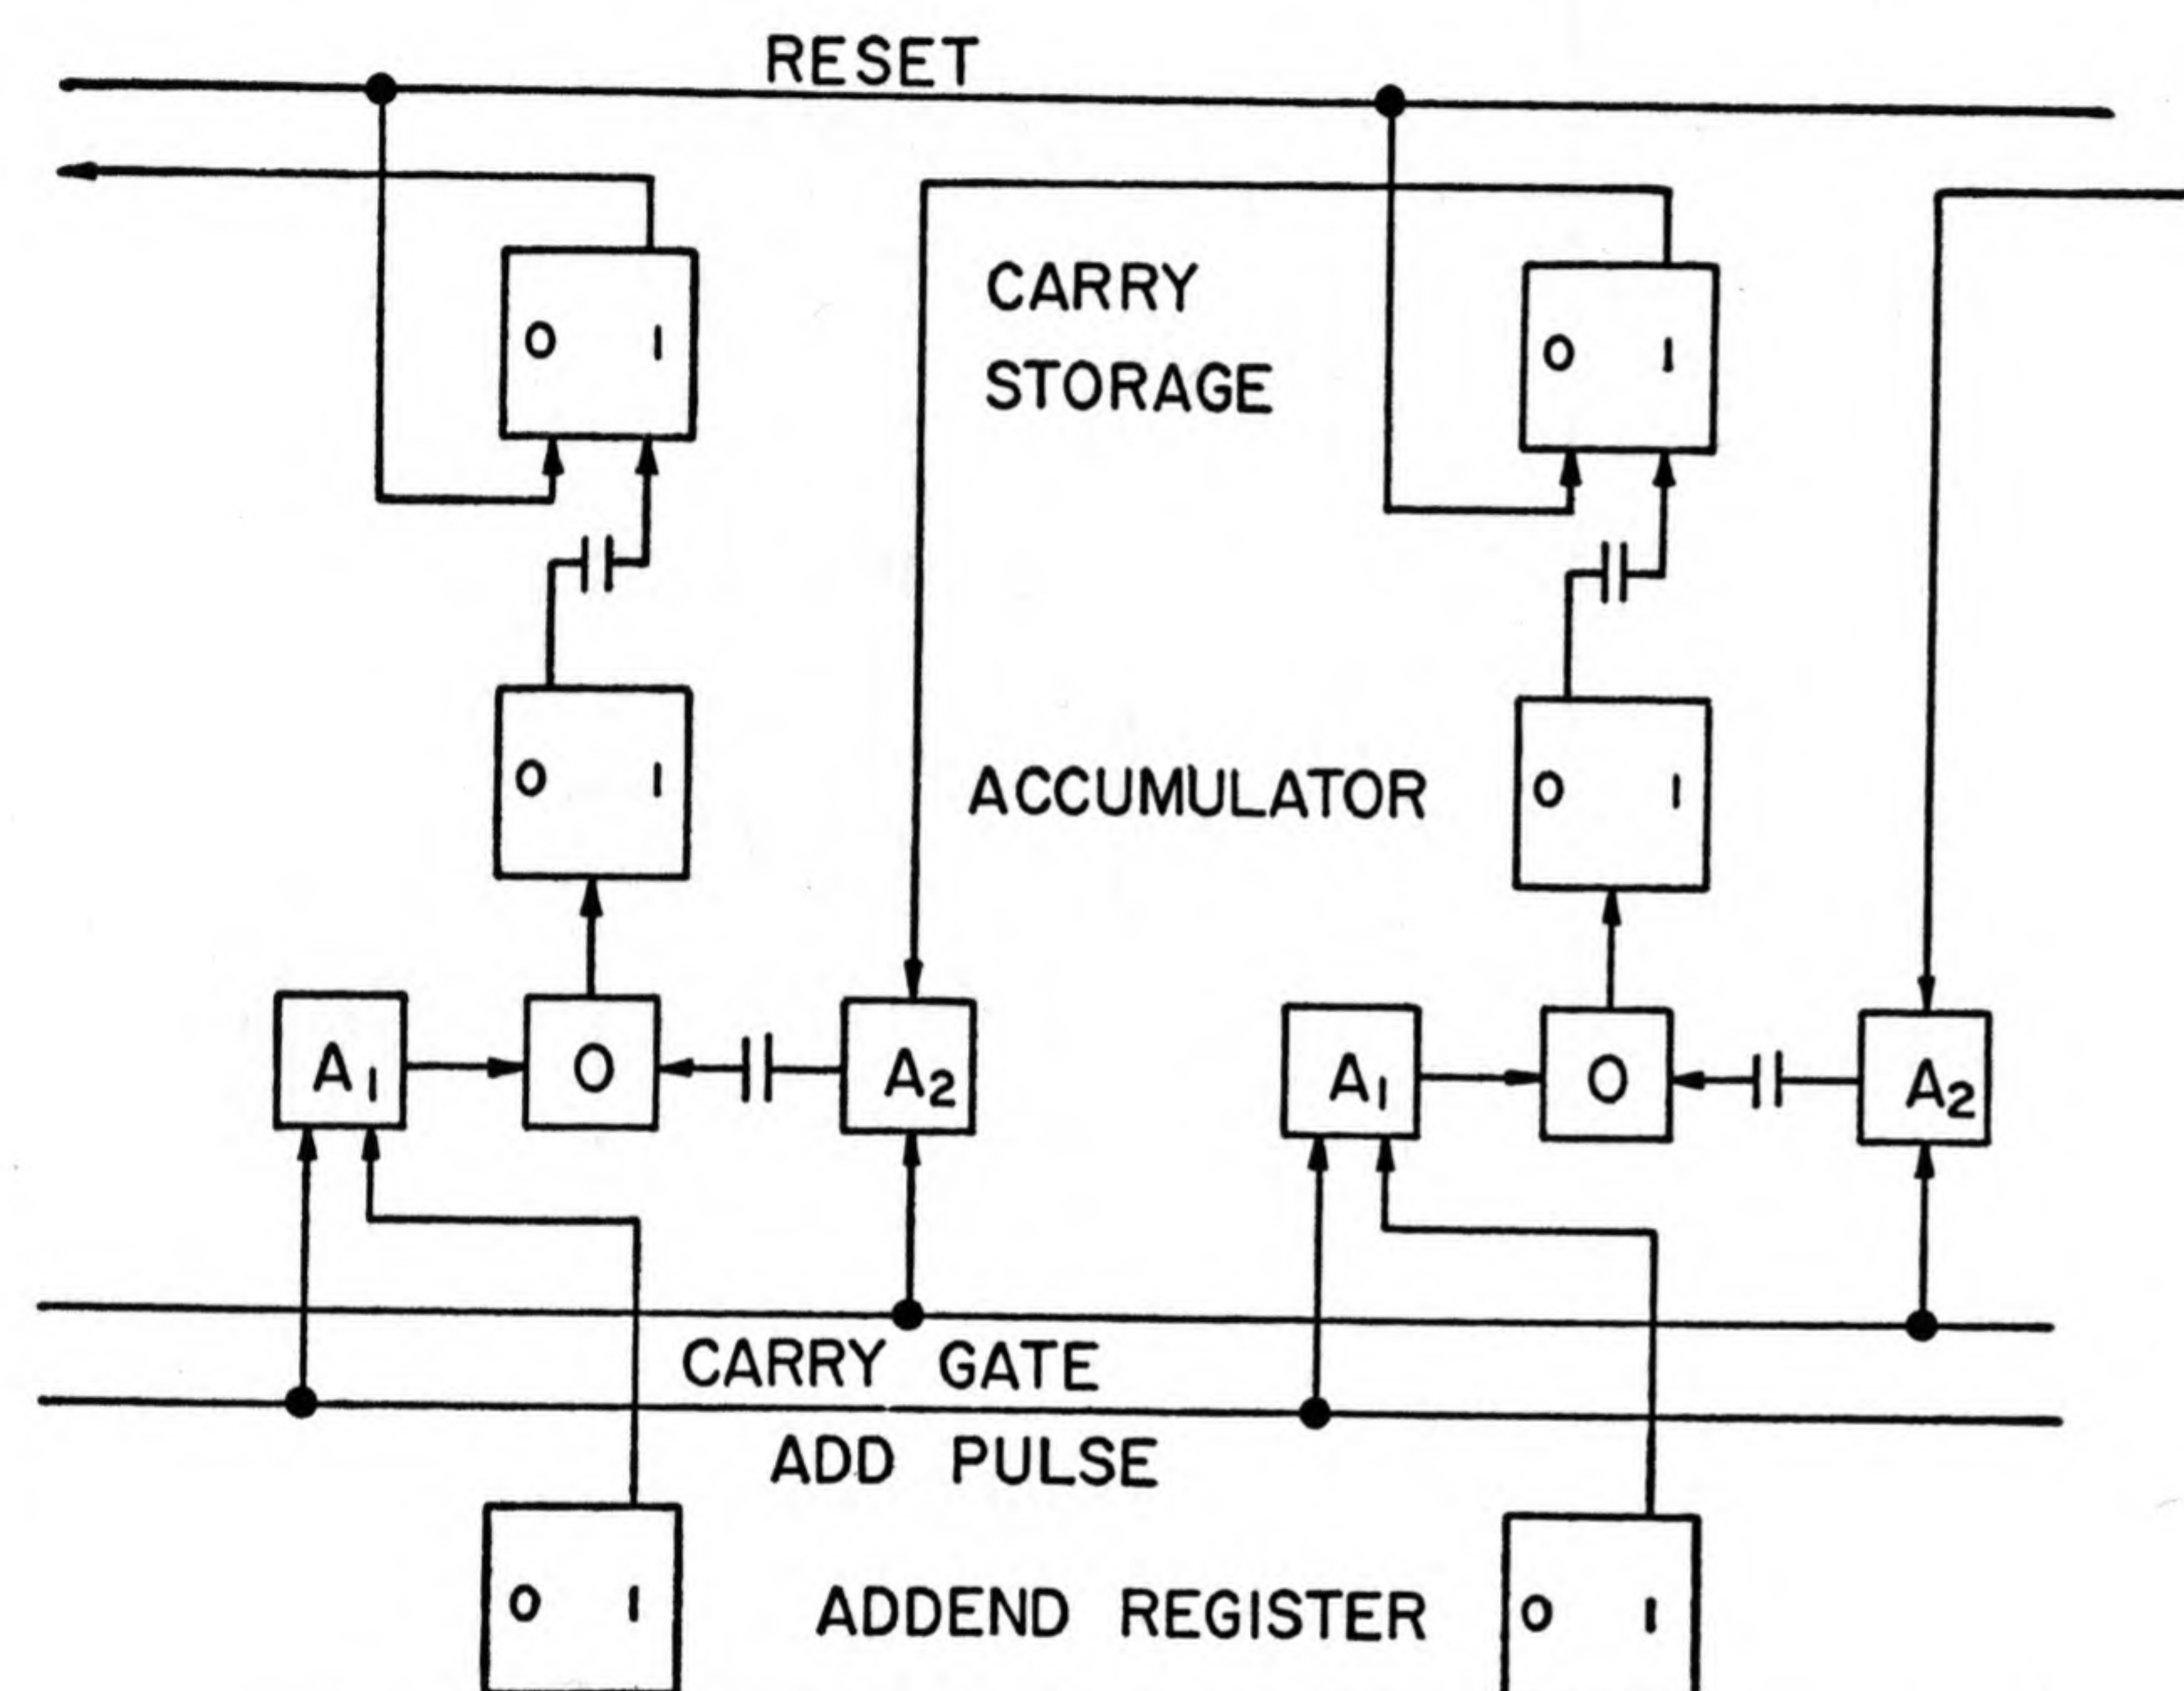 RESET
CARRY
STORAGE
0 1 0 1
0 1 ACCUMULATOR 0 1
A1 O A2 A1 O A2
CARRY GATE
ADD PULSE
0 1 ADDEND REGISTER 0 1